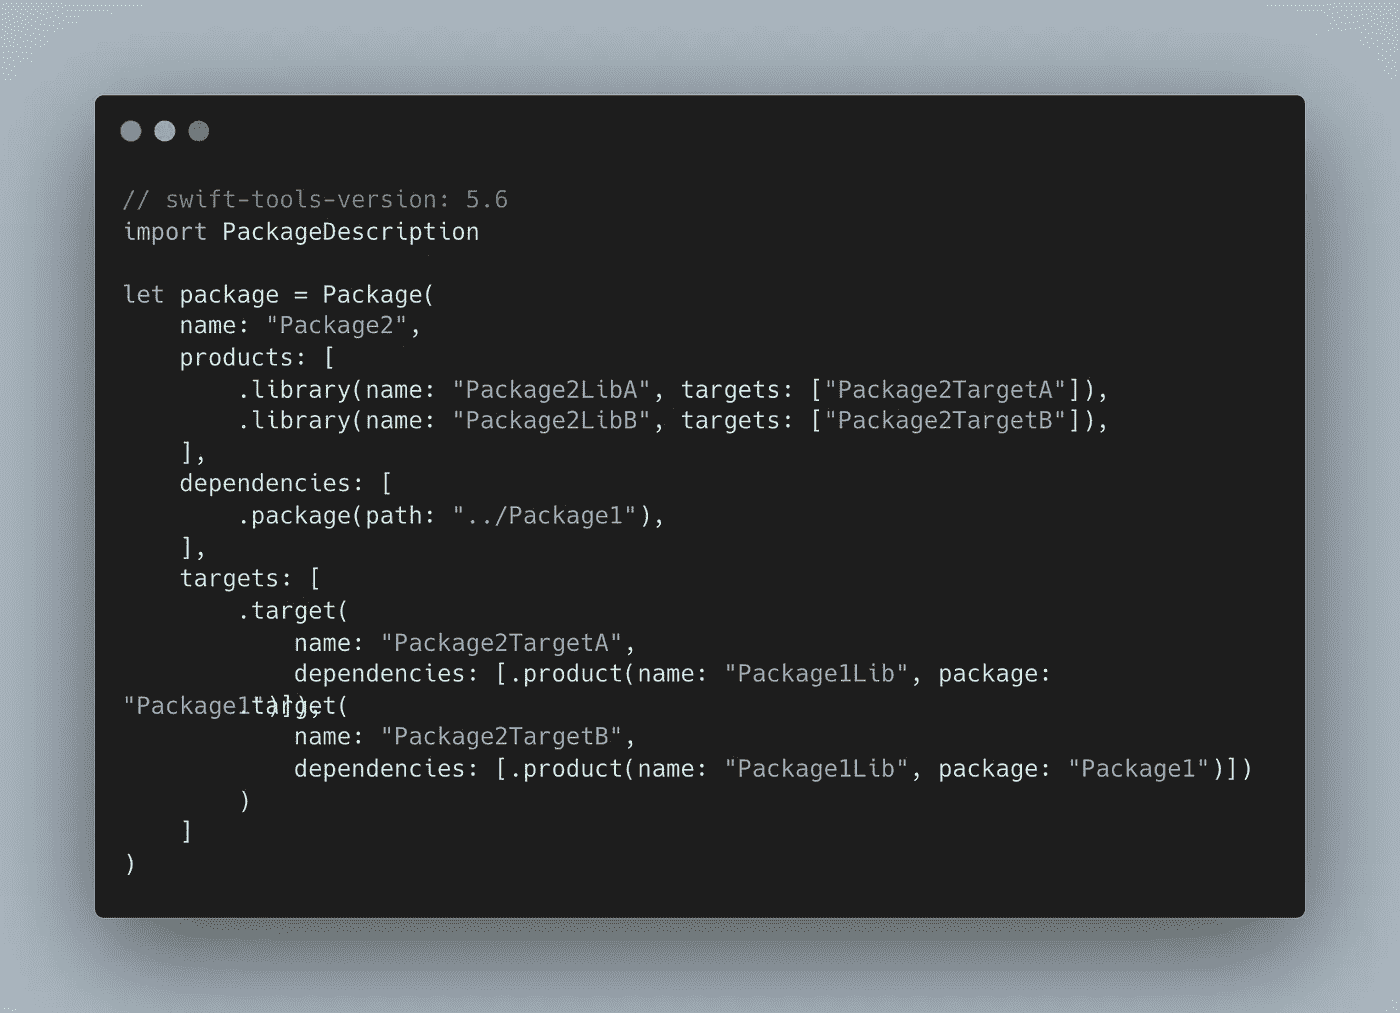 // swift-tools-version: 5.6
import PackageDescription

let package = Package(
    name: "Package2",
    products: [
        .library(name: "Package2LibA", targets: ["Package2TargetA"]),
        .library(name: "Package2LibB", targets: ["Package2TargetB"]),
    ],
    dependencies: [
        .package(path: "../Package1"),
    ],
    targets: [
        .target(
            name: "Package2TargetA",
            dependencies: [.product(name: "Package1Lib", package:
"Package1")]),
        .target(
            name: "Package2TargetB",
            dependencies: [.product(name: "Package1Lib", package: "Package1")])
        )
    ]
)